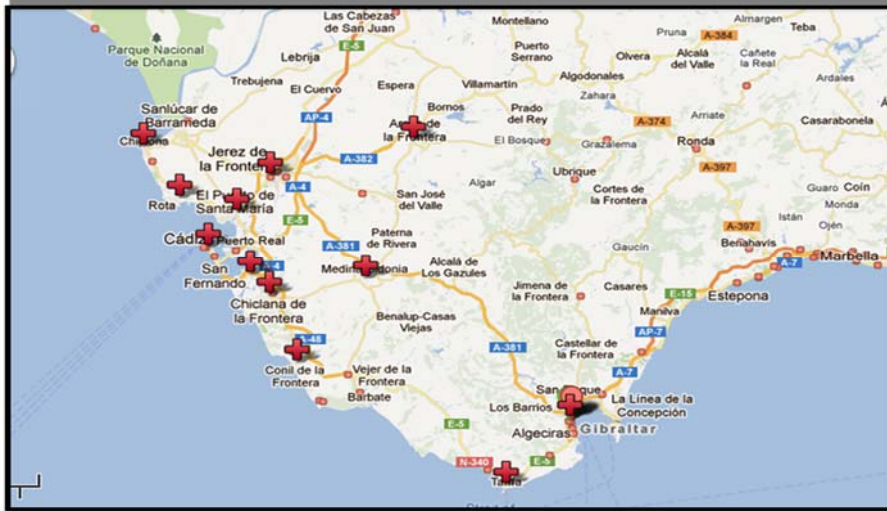 Las Cabezas
de San Juan
Montellano
Pruna
Almargen
Teba
E-5
A-384
Parque Nacional
de Doñana
Lebrija
Puerto
Serrano
Olvera
Alcalá
del Valle
Cañete
la Real
Trebujena
Espera
Villamartin
Algodonales
Ardales
El Cuervo
Zahara
Sanlúcar de
Barrameda
AP-4
Bornos
Prado
del Rey
A-374
Arriate
Casarabonela
de
la Frontera
El Bosque
Grazalema
Ronda
Jerez de
la Frontera
A-382
A-397
A-4
Ubrique
Algar
San José
del Valle
Cortes de
la Frontera
Guaro
Coín
Rota
El Puerto de
Santa María
E-5
Monda
Istán
Ojén
A-397
Paterna
de Rivera
Cádiz
Puerto Real
A-381
Gaucín
Benahavís
Marbella
A-4
Medina Sidonia
Alcalá de
Los Gazules
A-7
San
Fernando
Jimena de
la Frontera
Casares
E-15
Estepona
Chiclana de
la Frontera
Manilva
Benalup-Casas
Viejas
AP-7
A-48
A-381
Castellar de
la Frontera
Conil de la
Frontera
Vejer de la
Frontera
A-7
Barbate
San Roque
Los Barrios
La Línea de la
Concepción
E-5
Algeciras
Gibraltar
N-340
E-5
Tarifa